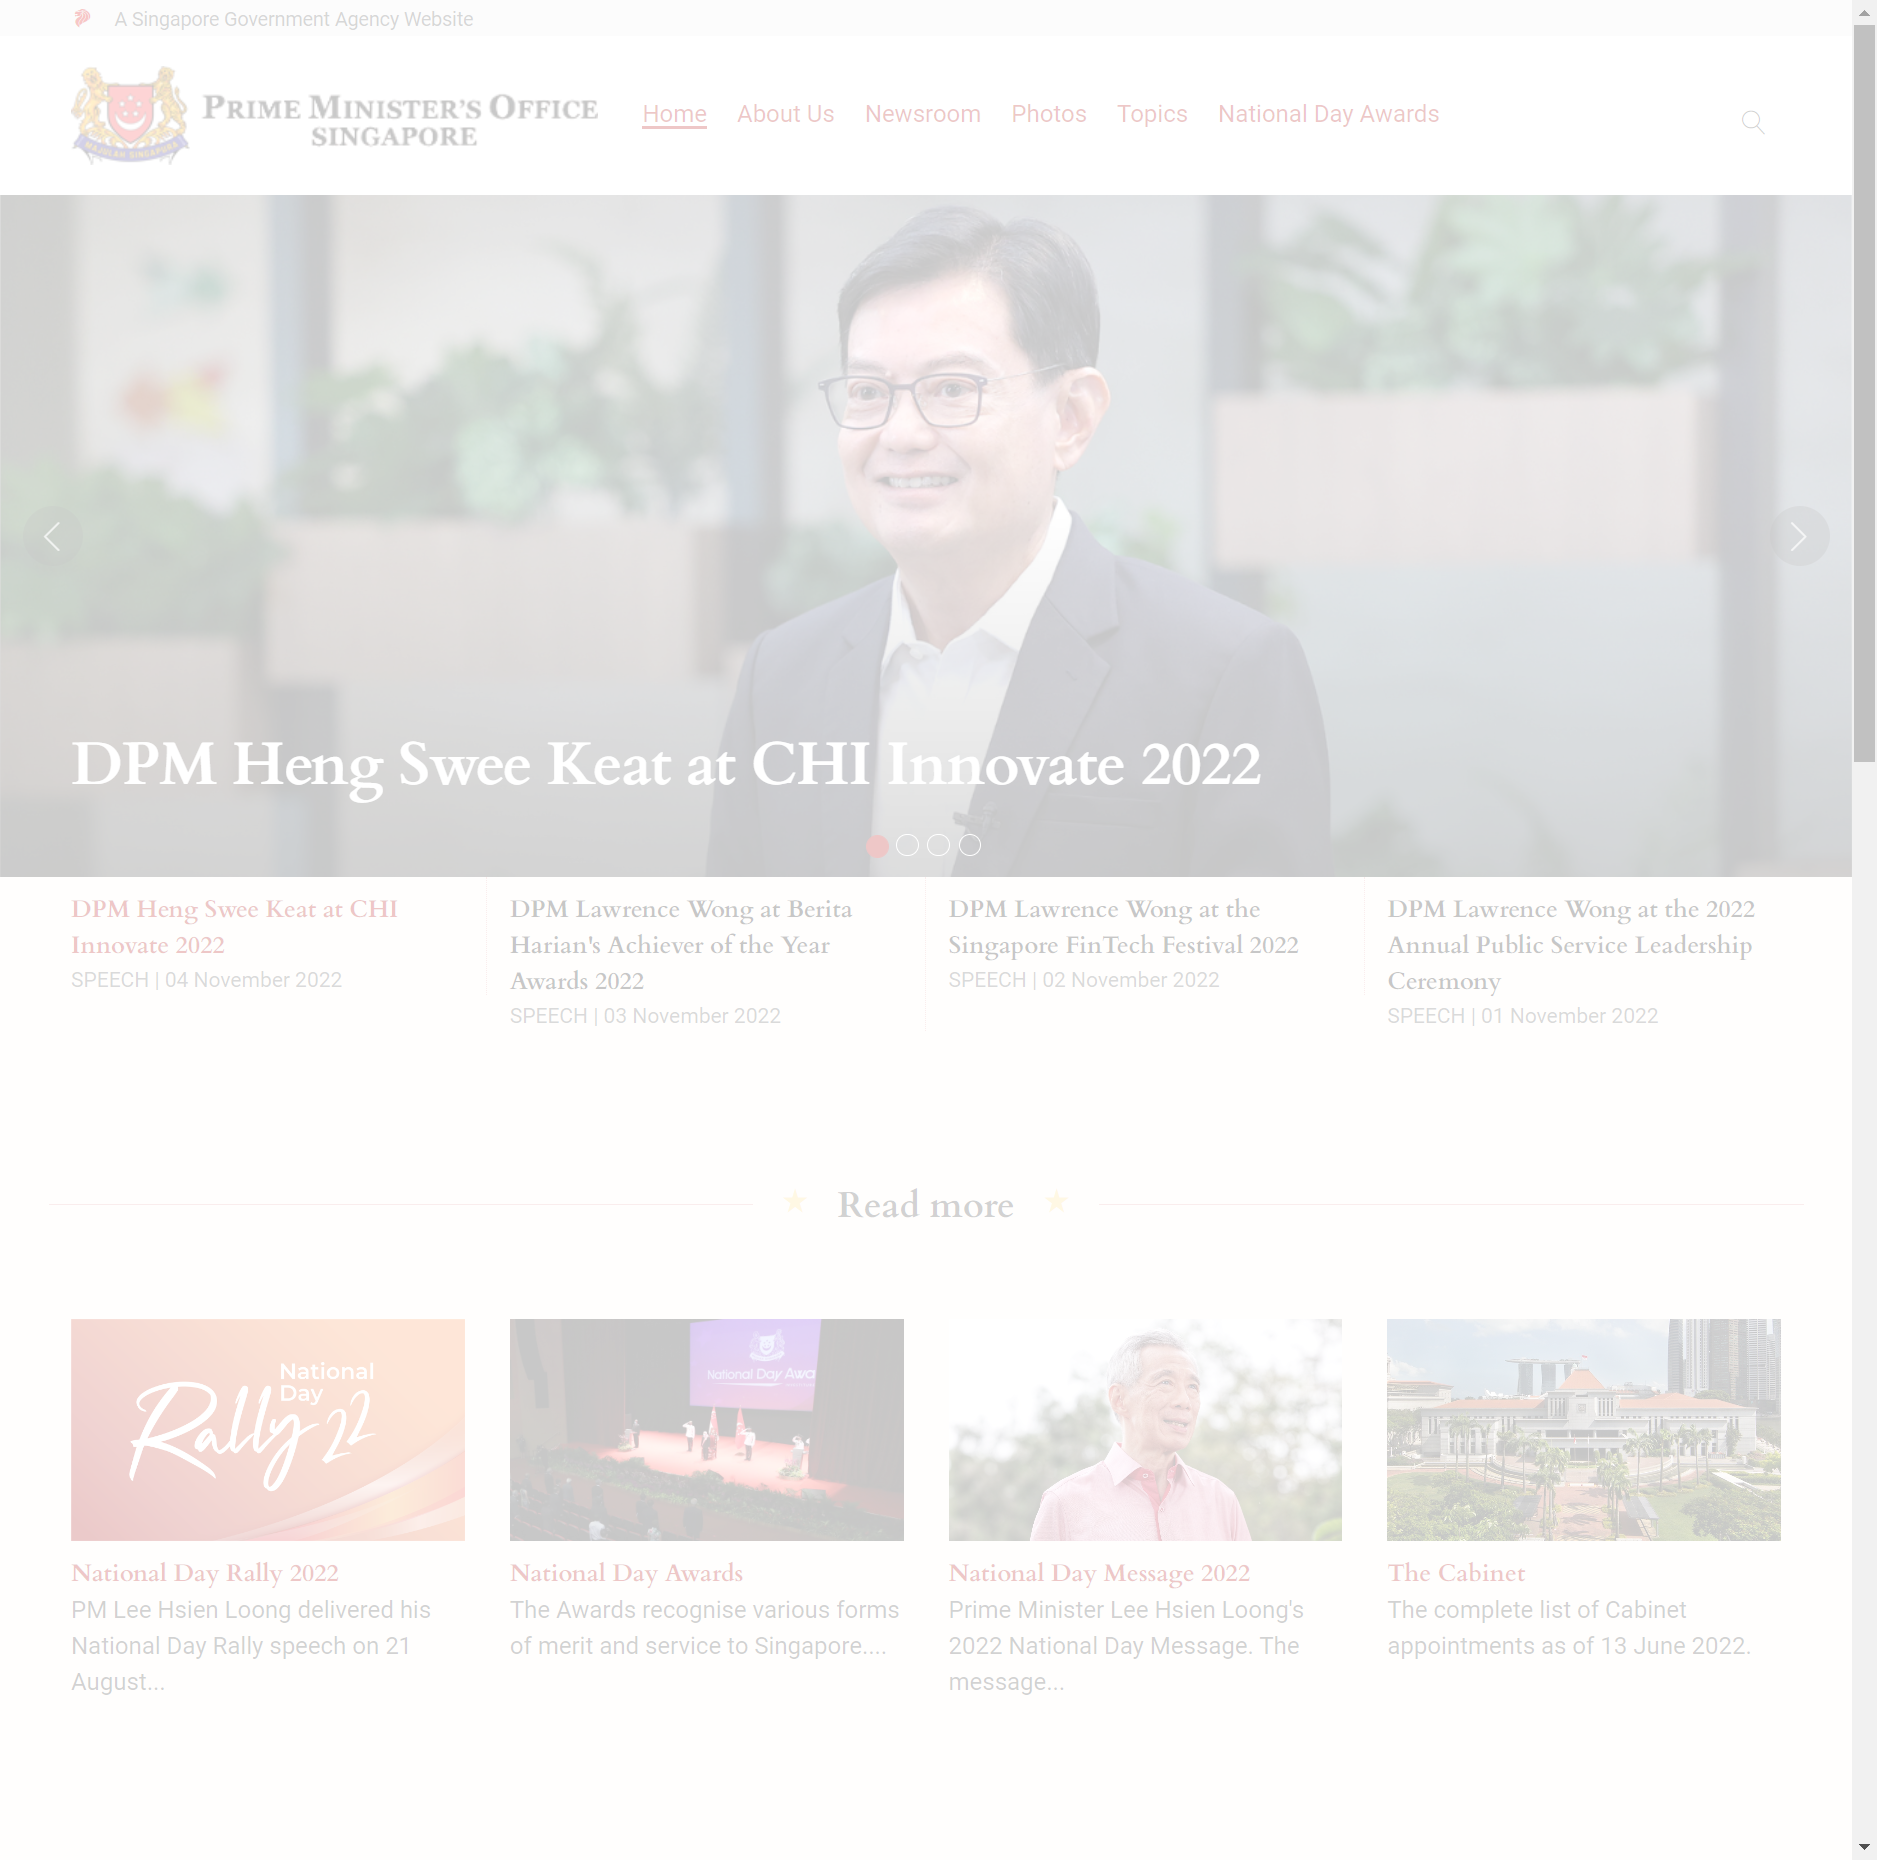 A Singapore Government Agency Website
PRIME MINISTER'S OFFICE
SINGAPORE
MAJULAH SINGAPURA
Home
About Us
Newsroom
Photos
Topics
National Day Awards
DPM Heng Swee Keat at CHI Innovate 2022
DPM Heng Swee Keat at CHI
Innovate 2022
SPEECH | 04 November 2022
DPM Lawrence Wong at Berita
Harian's Achiever of the Year
Awards 2022
SPEECH | 03 November 2022
DPM Lawrence Wong at the
Singapore FinTech Festival 2022
SPEECH | 02 November 2022
DPM Lawrence Wong at the 2022
Annual Public Service Leadership
Ceremony
SPEECH | 01 November 2022
Read more
National
Day
Rally 22
National Day Awa
National Day Rally 2022
PM Lee Hsien Loong delivered his
National Day Rally speech on 21
August...
National Day Awards
The Awards recognise various forms
of merit and service to Singapore....
National Day Message 2022
Prime Minister Lee Hsien Loong's
2022 National Day Message. The
message...
The Cabinet
The complete list of Cabinet
appointments as of 13 June 2022.